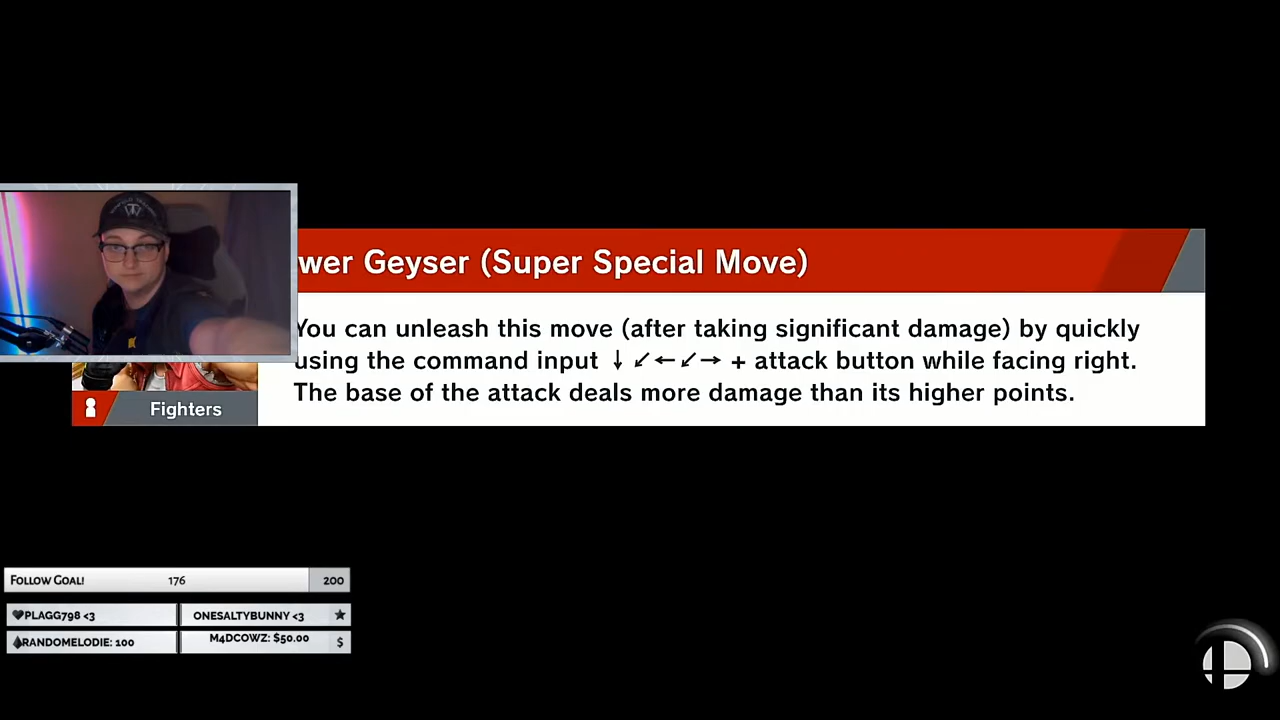 wer Geyser (Super Special Move)
You can unleash this move (after taking significant damage) by quickly
using the command input ↓↙←↙→ + attack button while facing right.
The base of the attack deals more damage than its higher points.
Fighters
Follow Goal! 176 200
PLAGG798 <3 ONESALTYBUNNY <3
RANDOMELODIE: 100 M4DCOWZ: $50.00 $